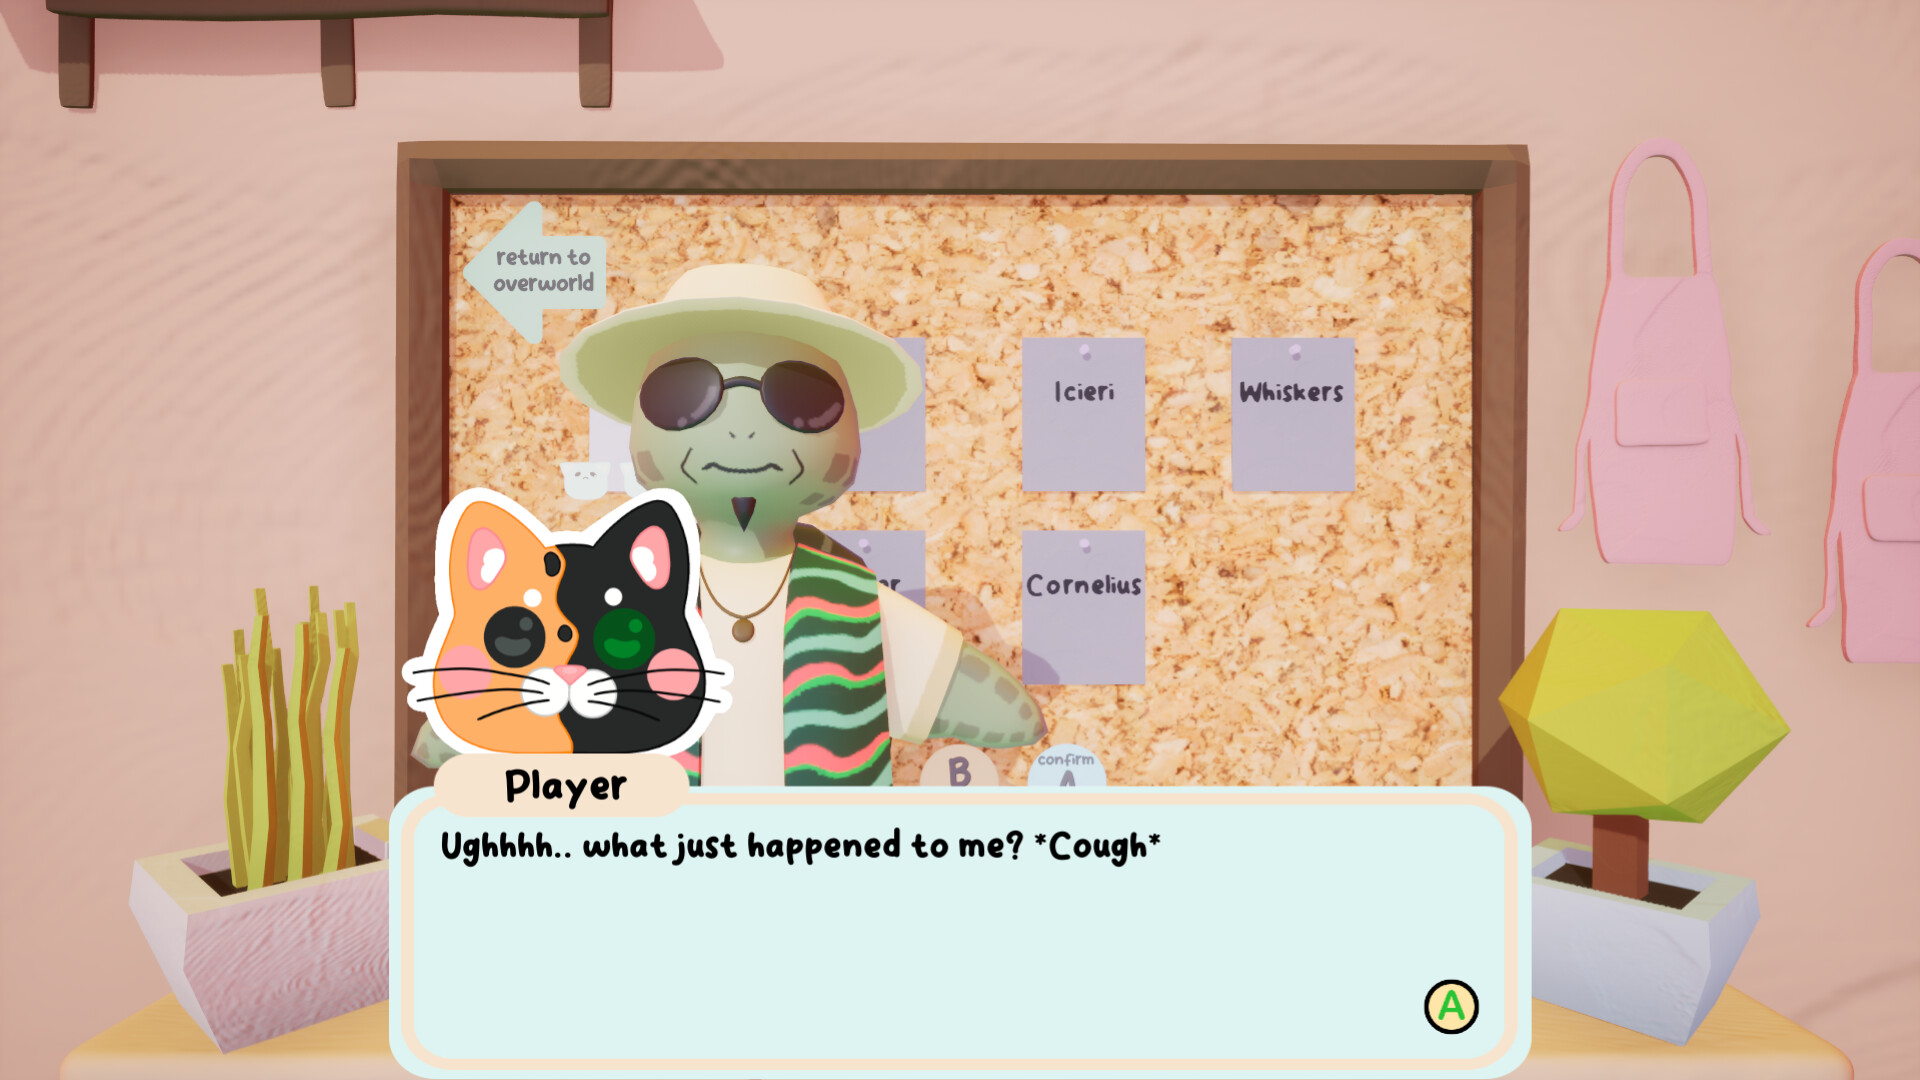 return to
overworld
Icieri
Whiskers
Cornelius
B
confirm
A
Player
Ughhhh.. what just happened to me? *Cough*
A